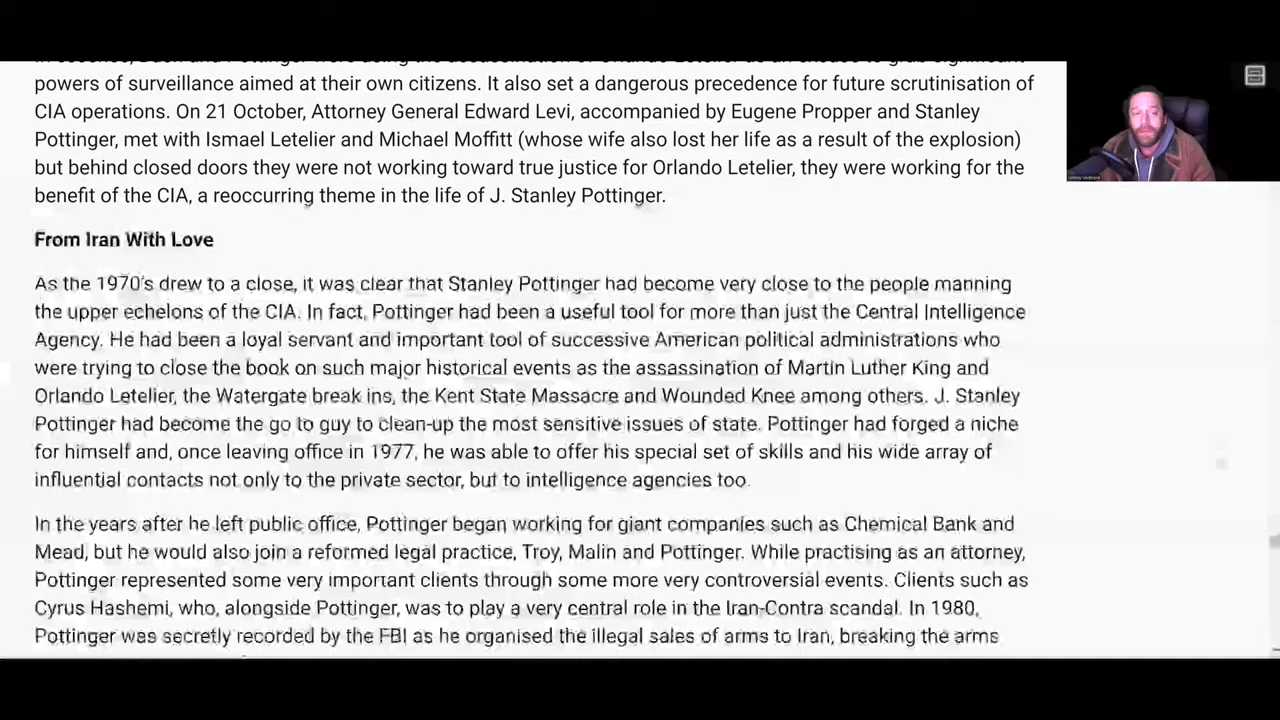 powers of surveillance aimed at their own citizens. It also set a dangerous precedence for future scrutinisation of
CIA operations. On 21 October, Attorney General Edward Levi, accompanied by Eugene Propper and Stanley
Pottinger, met with Ismael Letelier and Michael Moffitt (whose wife also lost her life as a result of the explosion)
but behind closed doors they were not working toward true justice for Orlando Letelier, they were working for the
benefit of the CIA, a reoccurring theme in the life of J. Stanley Pottinger.
From Iran With Love
As the 1970's drew to a close, it was clear that Stanley Pottinger had become very close to the people manning
the upper echelons of the CIA. In fact, Pottinger had been a useful tool for more than just the Central Intelligence
Agency. He had been a loyal servant and important tool of successive American political administrations who
were trying to close the book on such major historical events as the assassination of Martin Luther King and
Orlando Letelier, the Watergate break ins, the Kent State Massacre and Wounded Knee among others. J. Stanley
Pottinger had become the go to guy to clean-up the most sensitive issues of state. Pottinger had forged a niche
for himself and, once leaving office in 1977, he was able to offer his special set of skills and his wide array of
influential contacts not only to the private sector, but to intelligence agencies too.
In the years after he left public office, Pottinger began working for giant companies such as Chemical Bank and
Mead, but he would also join a reformed legal practice, Troy, Malin and Pottinger. While practising as an attorney,
Pottinger represented some very important clients through some more very controversial events. Clients such as
Cyrus Hashemi, who, alongside Pottinger, was to play a very central role in the Iran-Contra scandal. In 1980,
Pottinger was secretly recorded by the FBI as he organised the illegal sales of arms to Iran, breaking the arms